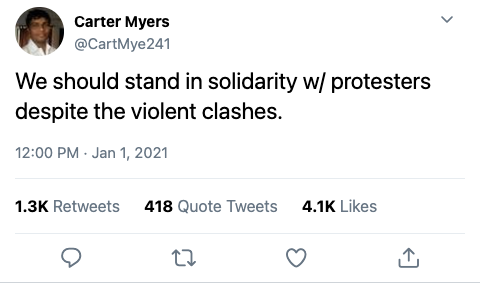 Carter Myers
@CartMye241
We should stand in solidarity w/ protesters
despite the violent clashes.
12:00 PM · Jan 1, 2021
1.3K Retweets 418 Quote Tweets 4.1K Likes